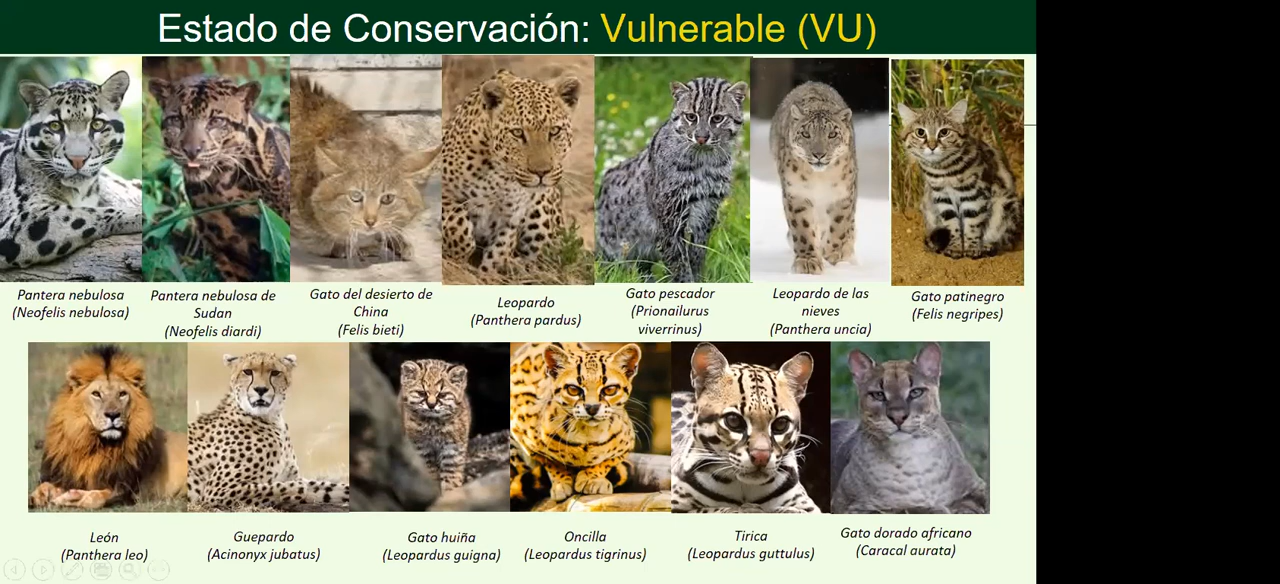 Estado de Conservación: Vulnerable (VU)
Pantera nebulosa
(Neofelis nebulosa)
Pantera nebulosa de
Sudan
(Neofelis diardi)
Gato del desierto de
China
(Felis bieti)
Leopardo
(Panthera pardus)
Gato pescador
(Prionailurus
viverrinus)
Leopardo de las
nieves
(Panthera uncia)
Gato patinegro
(Felis negripes)
León
(Panthera leo)
Guepardo
(Acinonyx jubatus)
Gato huiña
(Leopardus guigna)
Oncilla
(Leopardus tigrinus)
Tirica
(Leopardus guttulus)
Gato dorado africano
(Caracal aurata)